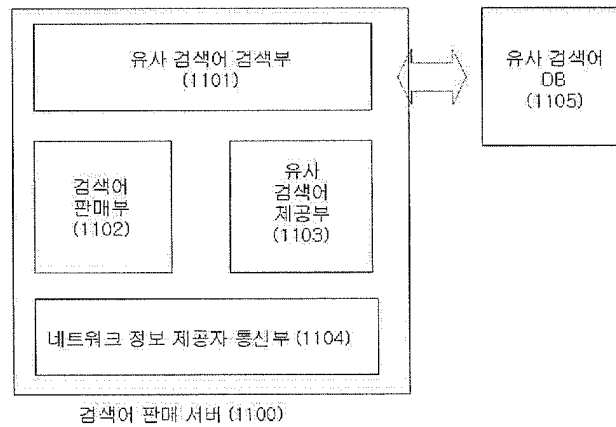 유사 검색어 검색부
(1101)
유사 검색어
DB
(1105)
검색어
판매부
(1102)
유사
검색어
제공부
(1103)
네트워크 정보 제공자 통신부 (1104)
검색어 판매 서버 (1100)